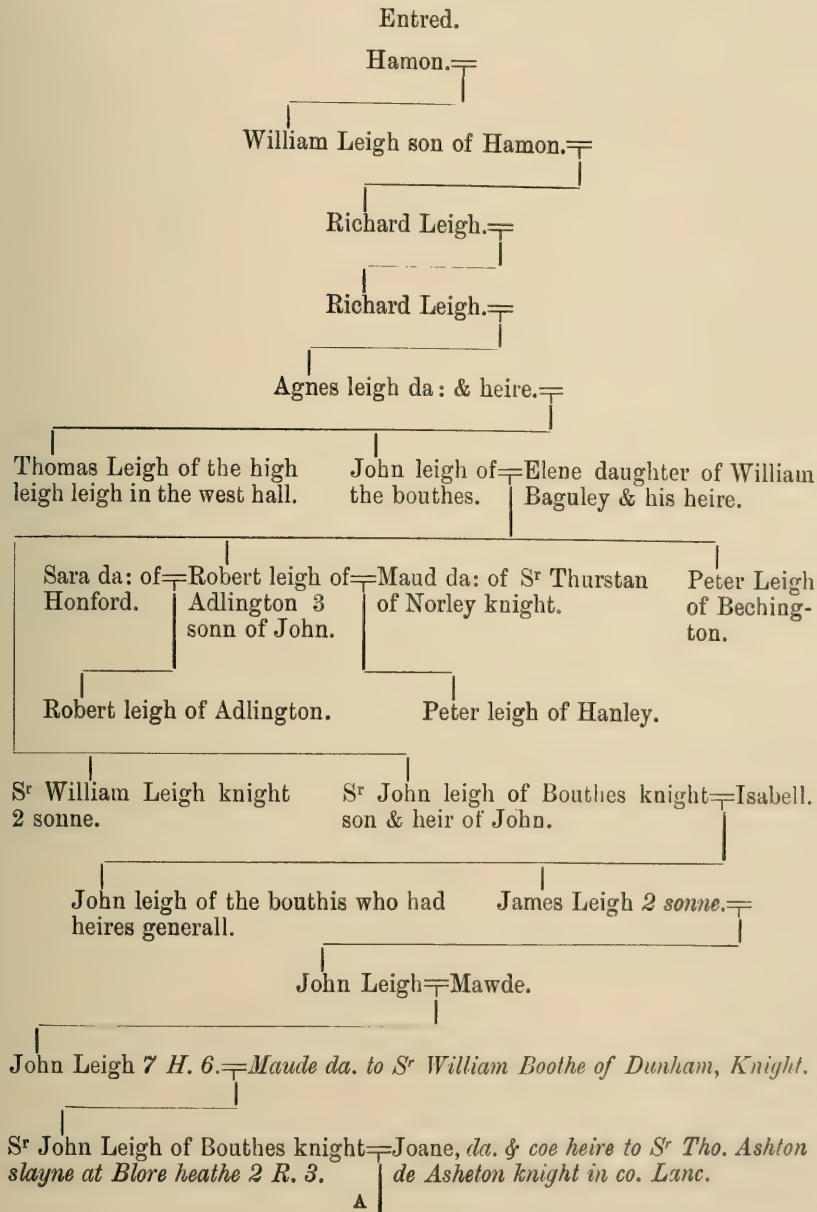 Entred.
Hamon.
William Leigh son of Hamon.
Richard Leigh.
Richard Leigh.
Agnes leigh da: & heire.
Thomas Leigh of the high
leigh leigh in the west hall.
John leigh of
the bouthes.
Elene daughter of William
Baguley & his heire.
Sara da: of
Honford.
Robert leigh of
Adlington 3
sonn of John.
Maud da: of Sʳ Thurstan
of Norley knight.
Peter Leigh
of Beching-
ton.
Robert leigh of Adlington.
Peter leigh of Hanley.
Sʳ William Leigh knight
2 sonne.
Sʳ John leigh of Bouthes knight
son & heir of John.
Isabell.
John leigh of the bouthis who had
heires generall.
James Leigh 2 sonne.
John Leigh
Mawde.
John Leigh 7 H. 6.
Maude da. to Sʳ William Boothe of Dunham, Knight.
Sʳ John Leigh of Bouthes knight
slayne at Blore heathe 2 R. 3.
Joane, da. & coe heire to Sʳ Tho. Ashton
de Asheton knight in co. Lanc.
A